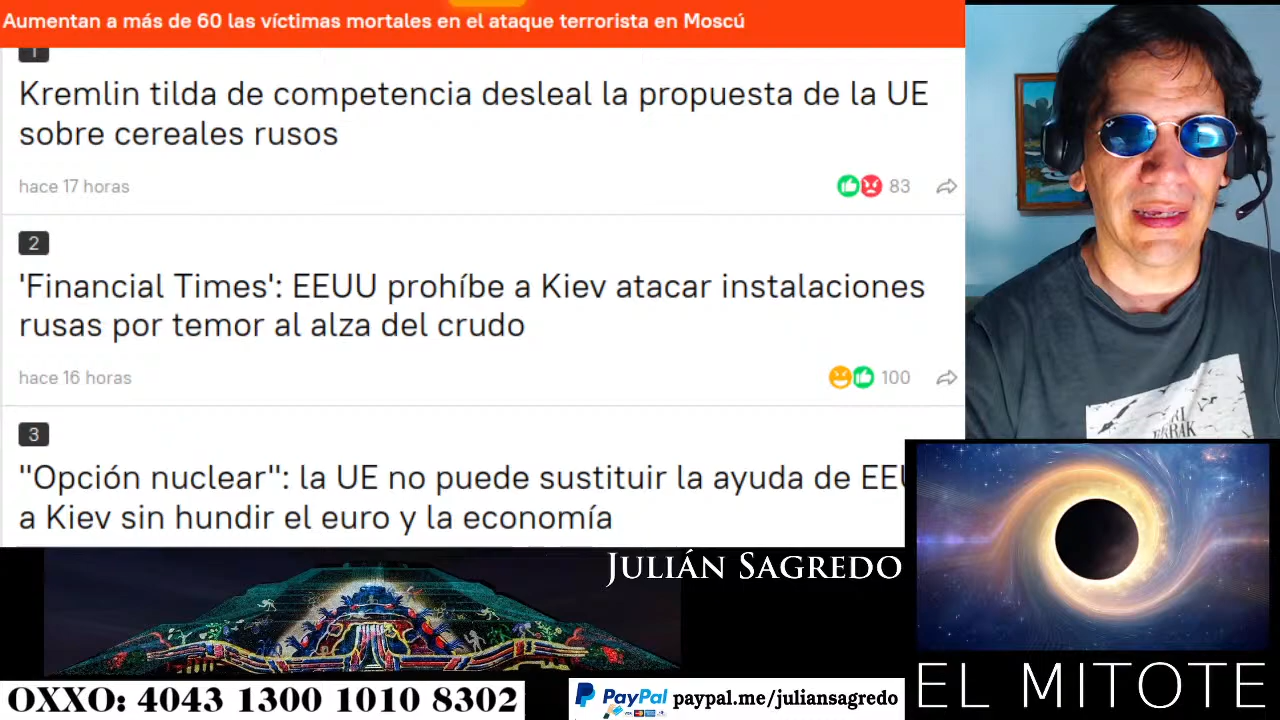 Aumentan a más de 60 las víctimas mortales en el ataque terrorista en Moscú
1
Kremlin tilda de competencia desleal la propuesta de la UE
sobre cereales rusos
hace 17 horas
83
2
'Financial Times': EEUU prohíbe a Kiev atacar instalaciones
rusas por temor al alza del crudo
hace 16 horas
100
3
"Opción nuclear": la UE no puede sustituir la ayuda de
a Kiev sin hundir el euro y la economía
JULIÁN SAGREDO
OXXO: 4043 1300 1010 8302
PayPal paypal.me/juliansagredo
EL MITOTE